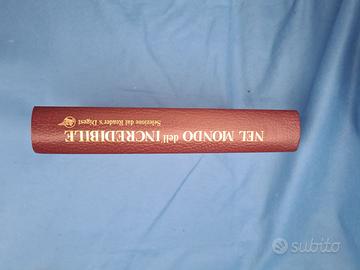 NEL MONDO dell'INCREDIBILE
Selezione dal Reader's Digest
subito